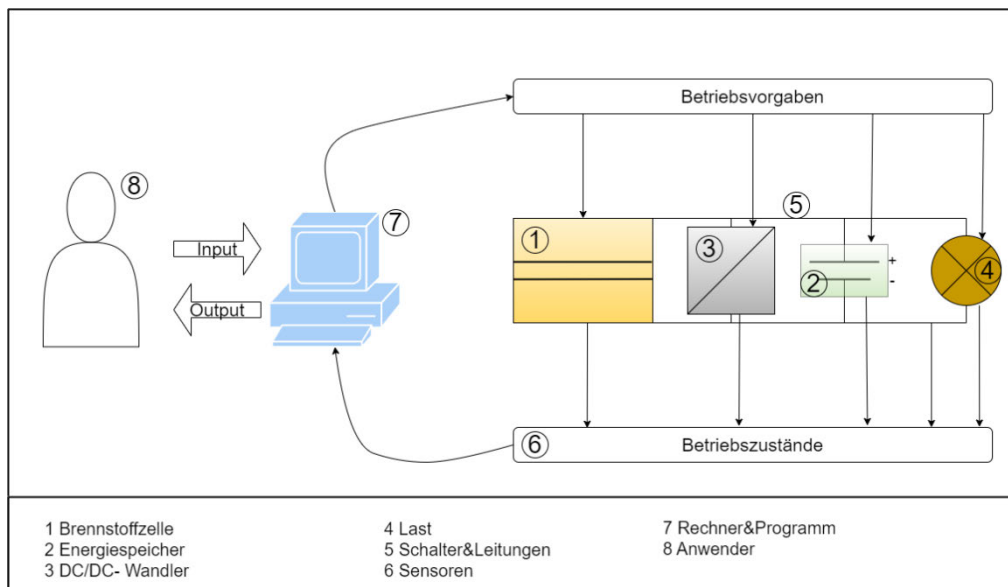 Betriebsvorgaben
8
7
5
Input
1
3
+
4
2
-
Output
6
Betriebszustände
1 Brennstoffzelle
2 Energiespeicher
3 DC/DC- Wandler
4 Last
5 Schalter&Leitungen
6 Sensoren
7 Rechner&Programm
8 Anwender